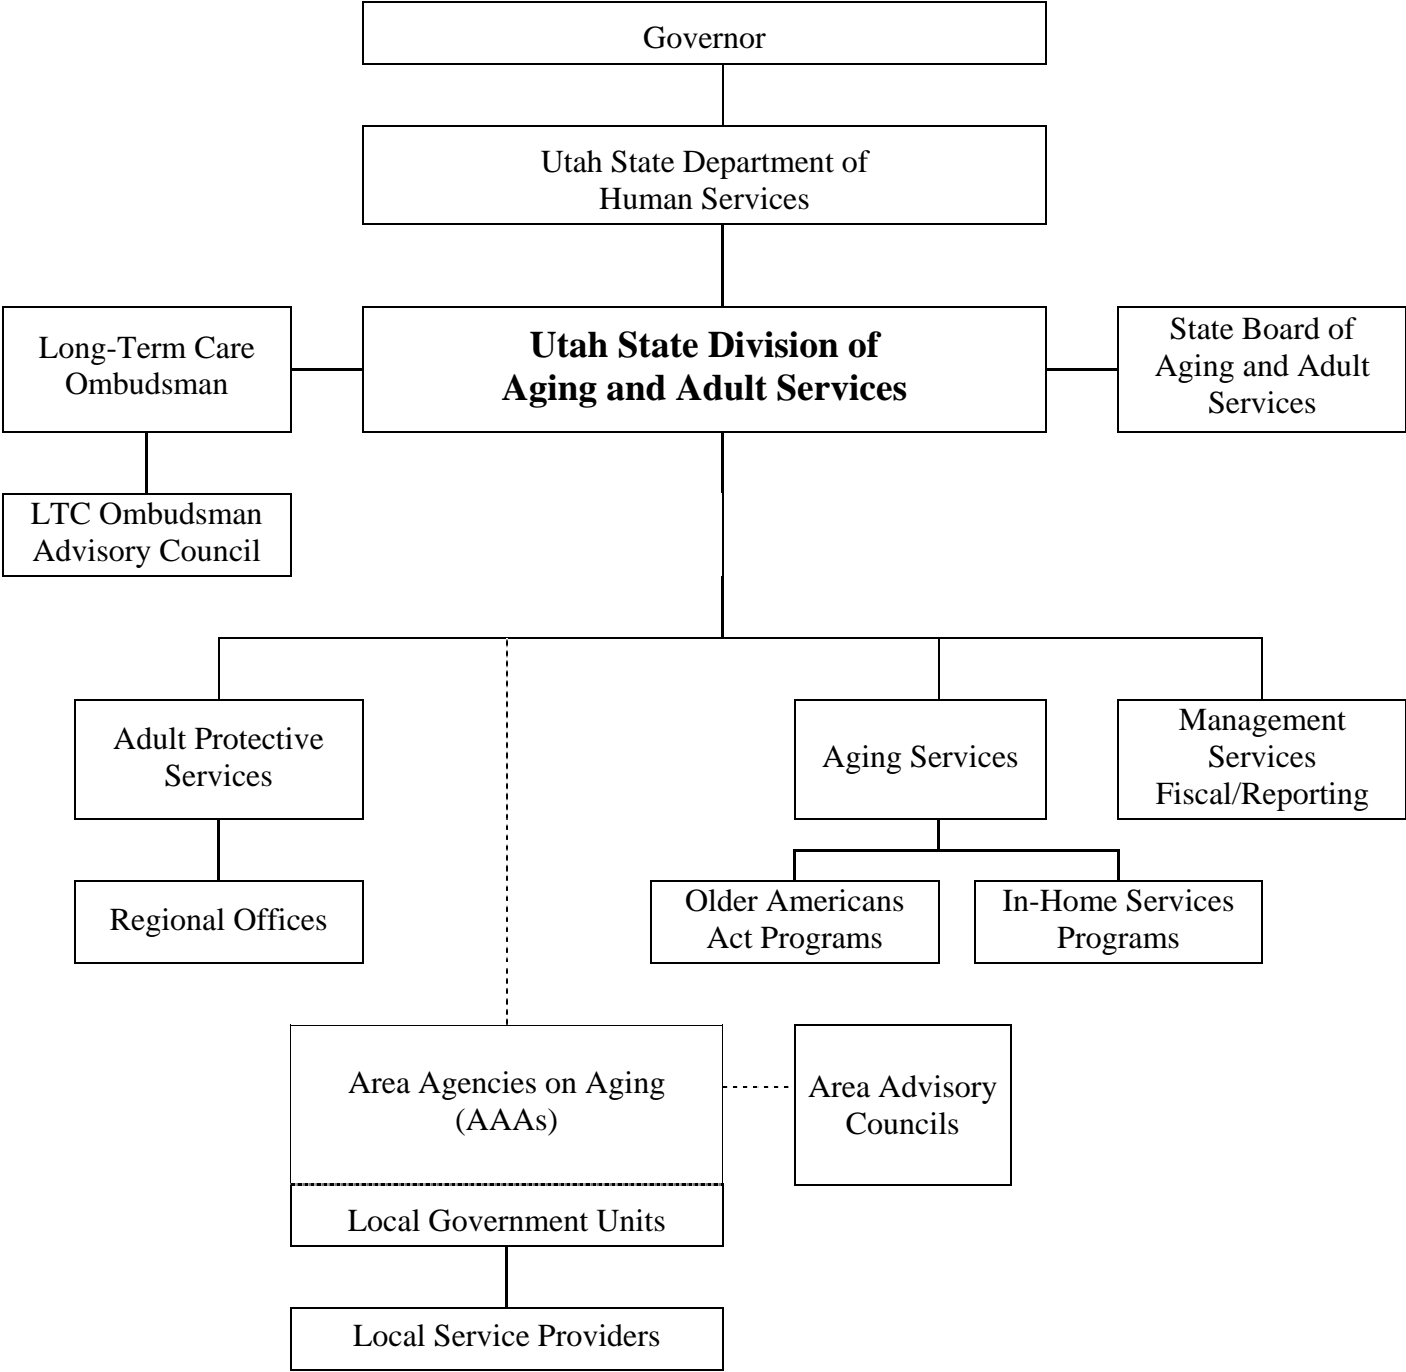 Governor
Utah State Department of
Human Services
Long-Term Care
Ombudsman
Utah State Division of
Aging and Adult Services
State Board of
Aging and Adult
Services
LTC Ombudsman
Advisory Council
Adult Protective
Services
Aging Services
Management
Services
Fiscal/Reporting
Regional Offices
Older Americans
Act Programs
In-Home Services
Programs
Area Agencies on Aging
(AAAs)
Area Advisory
Councils
Local Government Units
Local Service Providers